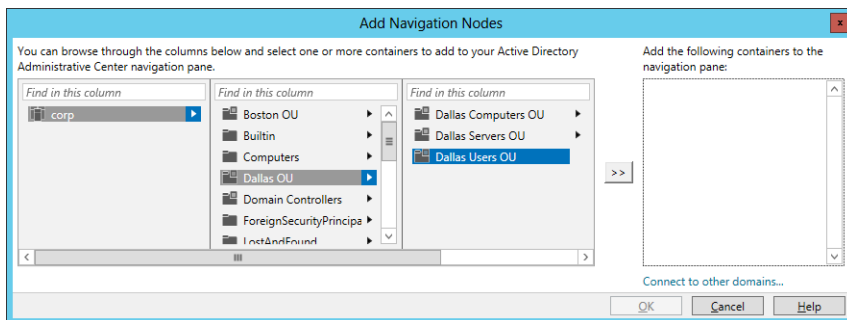 Add Navigation Nodes
x
You can browse through the columns below and select one or more containers to add to your Active Directory
Administrative Center navigation pane.
Add the following containers to the
navigation pane:
Find in this column
Find in this column
Find in this column
corp
Boston OU
Builtin
Computers
Dallas OU
Domain Controllers
ForeignSecurityPrincipa
LostAndFound
Dallas Computers OU
Dallas Servers OU
Dallas Users OU
>>
Connect to other domains...
OK
Cancel
Help